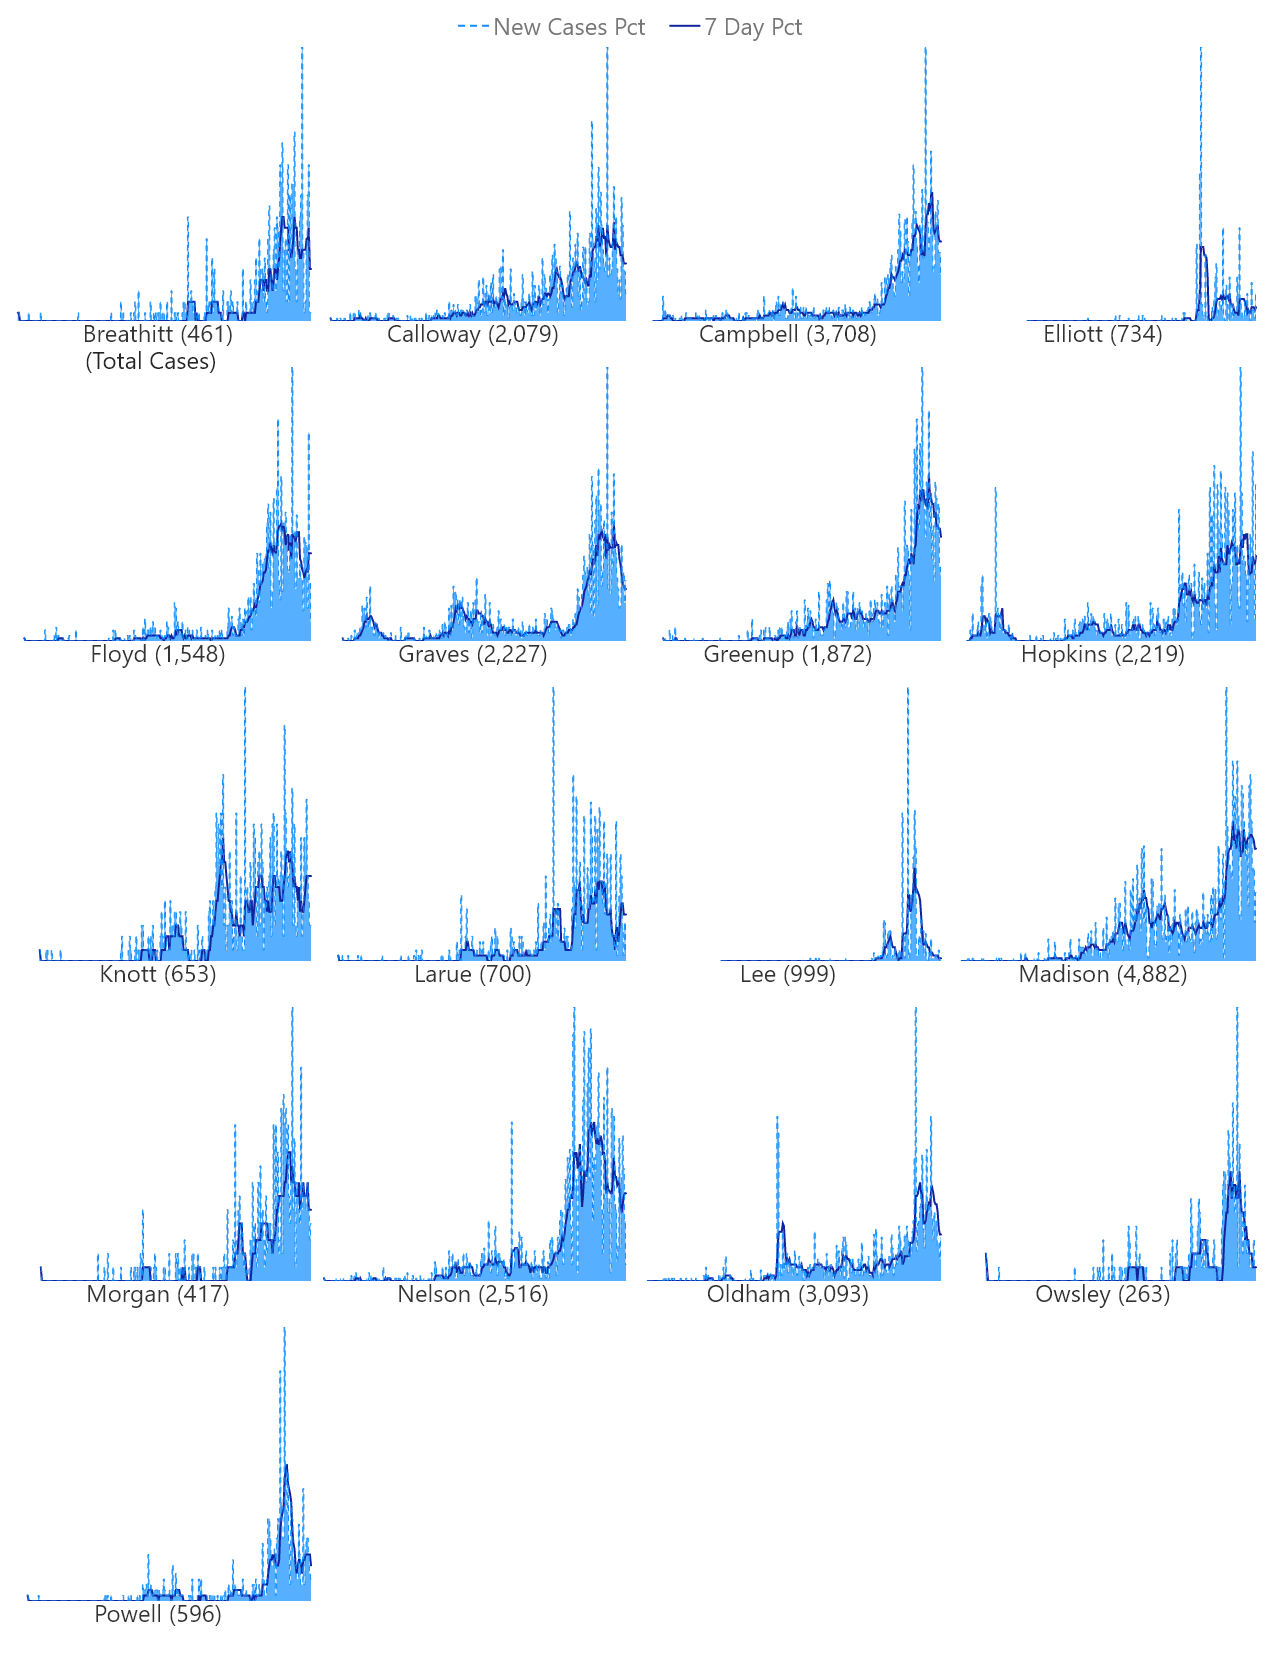 New Cases Pct 7 Day Pct
Breathitt (461) Calloway (2,079) Campbell (3,708) Elliott (734)
(Total Cases)
Floyd (1,548) Graves (2,227) Greenup (1,872) Hopkins (2,219)
Knott (653) Larue (700) Lee (999) Madison (4,882)
Morgan (417) Nelson (2,516) Oldham (3,093) Owsley (263)
Powell (596)